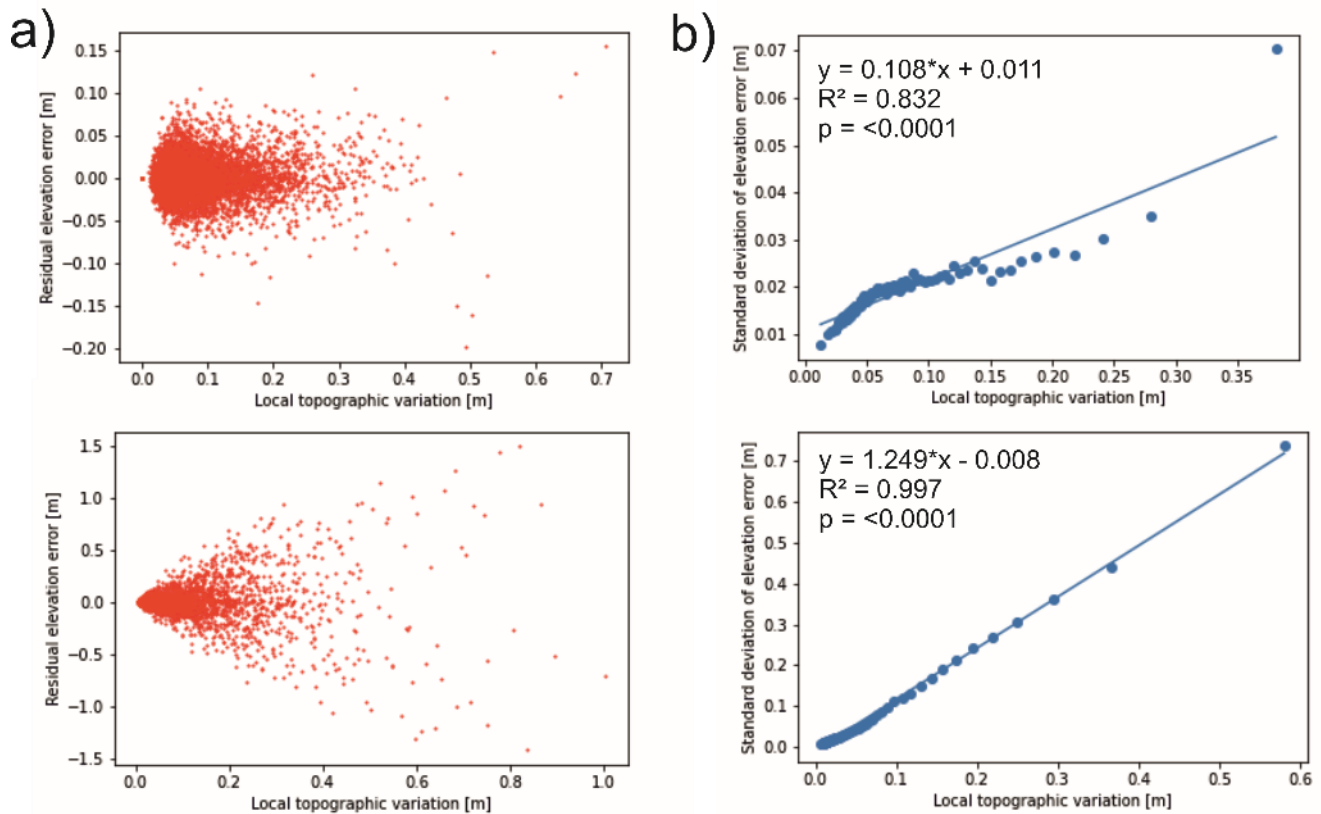 a)
0.15
0.10
0.05
0.00
−0.05
−0.10
−0.15
−0.20
Residual elevation error [m]
0.0 0.1 0.2 0.3 0.4 0.5 0.6 0.7
Local topographic variation [m]
b)
y = 0.108*x + 0.011
R² = 0.832
p = <0.0001
0.07
0.06
0.05
0.04
0.03
0.02
0.01
Standard deviation of elevation error [m]
0.00 0.05 0.10 0.15 0.20 0.25 0.30 0.35
Local topographic variation [m]
1.5
1.0
0.5
0.0
−0.5
−1.0
−1.5
Residual elevation error [m]
0.0 0.2 0.4 0.6 0.8 1.0
Local topographic variation [m]
y = 1.249*x - 0.008
R² = 0.997
p = <0.0001
0.7
0.6
0.5
0.4
0.3
0.2
0.1
0.0
Standard deviation of elevation error [m]
0.0 0.1 0.2 0.3 0.4 0.5 0.6
Local topographic variation [m]